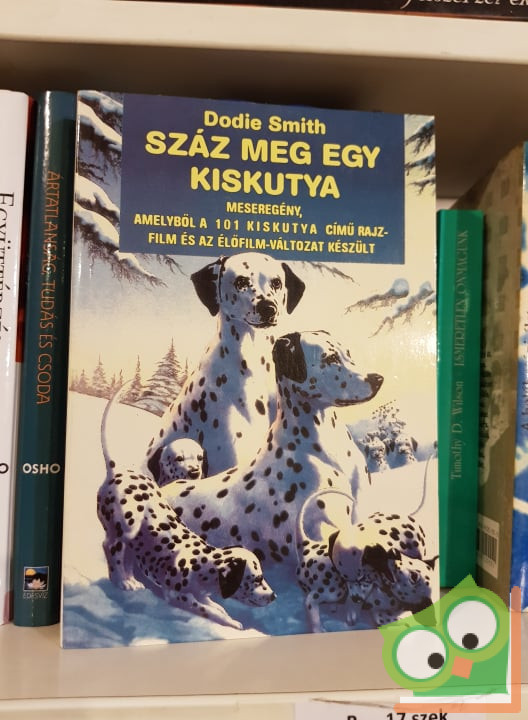 Dodie Smith
SZÁZ MEG EGY
KISKUTYA
MESEREGÉNY,
AMELYBŐL A 101 KISKUTYA CÍMŰ RAJZ-
FILM ÉS AZ ÉLŐFILM-VÁLTOZAT KÉSZÜLT
ÁRTATLANSÁG, TUDÁS ÉS CSODA
OSHO
ÉDESVÍZ
Timothy D. Wilson ISMERETLEN ÖNMAGUNK
17 szek